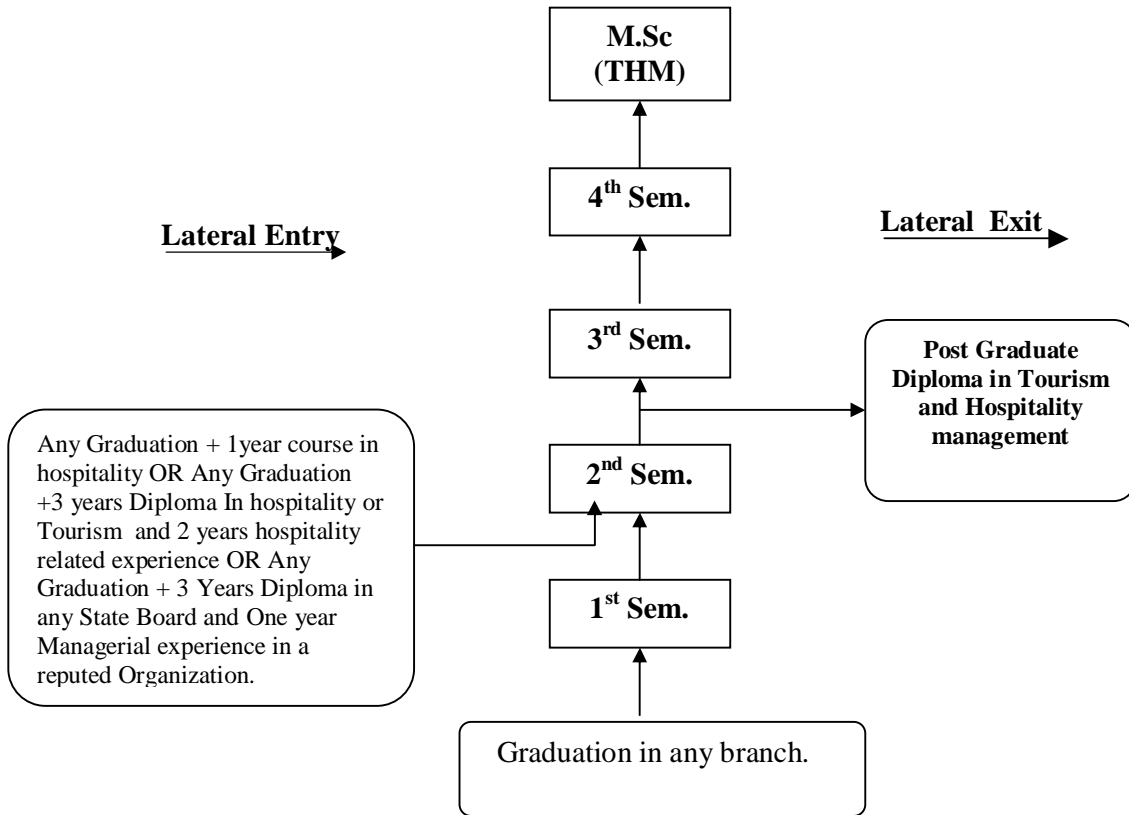 M.Sc
(THM)
4th Sem.
Lateral Entry
Lateral Exit
3rd Sem.
Post Graduate
Diploma in Tourism
and Hospitality
management
Any Graduation + 1year course in
hospitality OR Any Graduation
+3 years Diploma In hospitality or
Tourism and 2 years hospitality
related experience OR Any
Graduation + 3 Years Diploma in
any State Board and One year
Managerial experience in a
reputed Organization.
2nd Sem.
1st Sem.
Graduation in any branch.